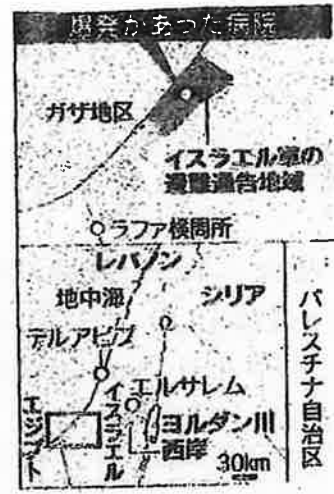 爆発があった病院
ガザ地区
イスラエル軍の
避難通告地域
ラファ検問所
レバノン
地中海
シリア
テルアビブ
エルサレム
イスラエル
エジプト
ヨルダン川
西岸
30km
パレスチナ自治区